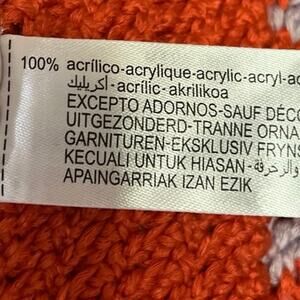 100% acrílico-acrylique-acrylic-acryl-ac
أكريليك -acrílic- akrilikoa
EXCEPTO ADORNOS-SAUF DÉCO
UITGEZONDERD-TRANNE ORNA
GARNITUREN-EKSKLUSIV FRYNS
KECUALI UNTUK HIASAN-
APAINGARRIAK IZAN EZIK